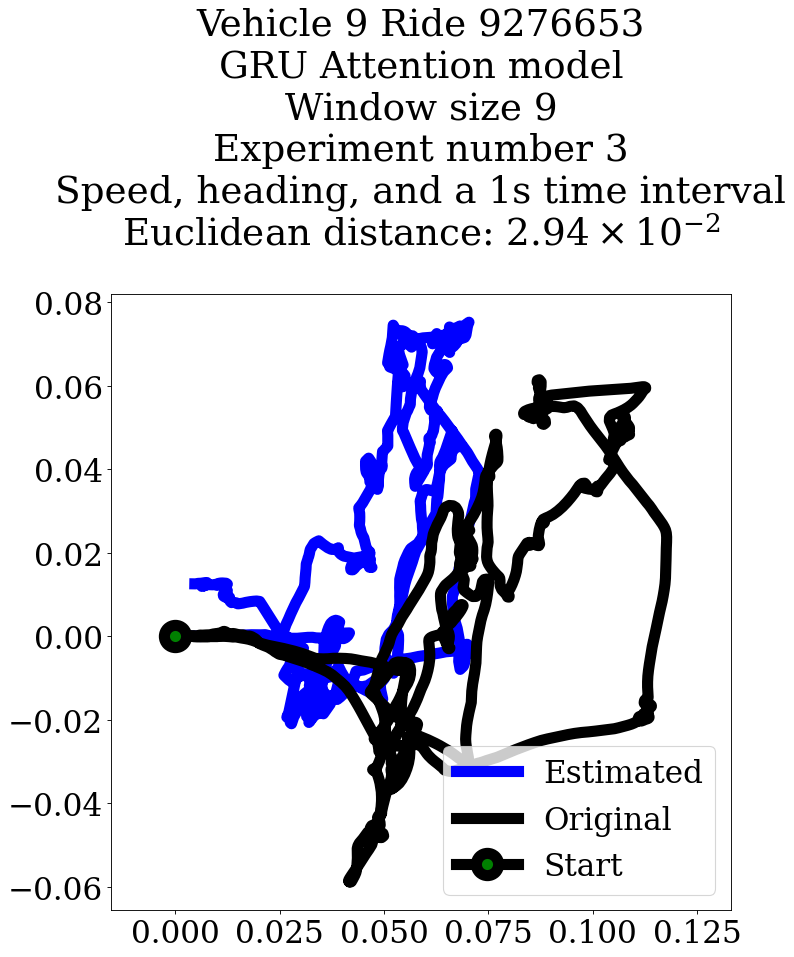 Vehicle 9 Ride 9276653
GRU Attention model
Window size 9
Experiment number 3
Speed, heading, and a 1s time interval
Euclidean distance: 2.94 × 10⁻²
0.08
0.06
0.04
0.02
0.00
−0.02
−0.04
−0.06
Estimated
Original
Start
0.000 0.025 0.050 0.075 0.100 0.125